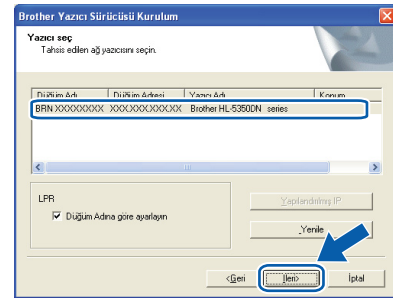 Brother Yazıcı Sürücüsü Kurulum
Yazıcı seç
Tahsis edilen ağ yazıcısını seçin.
Düğüm Adı Düğüm Adresi Yazıcı Adı Konum
BRN XXXXXXXX XXX.XXX.XXX.XX Brother HL-5350DN series
LPR
Düğüm Adına göre ayarlayın
Yapılandırılmış IP
Yenile
<Geri İleri> İptal